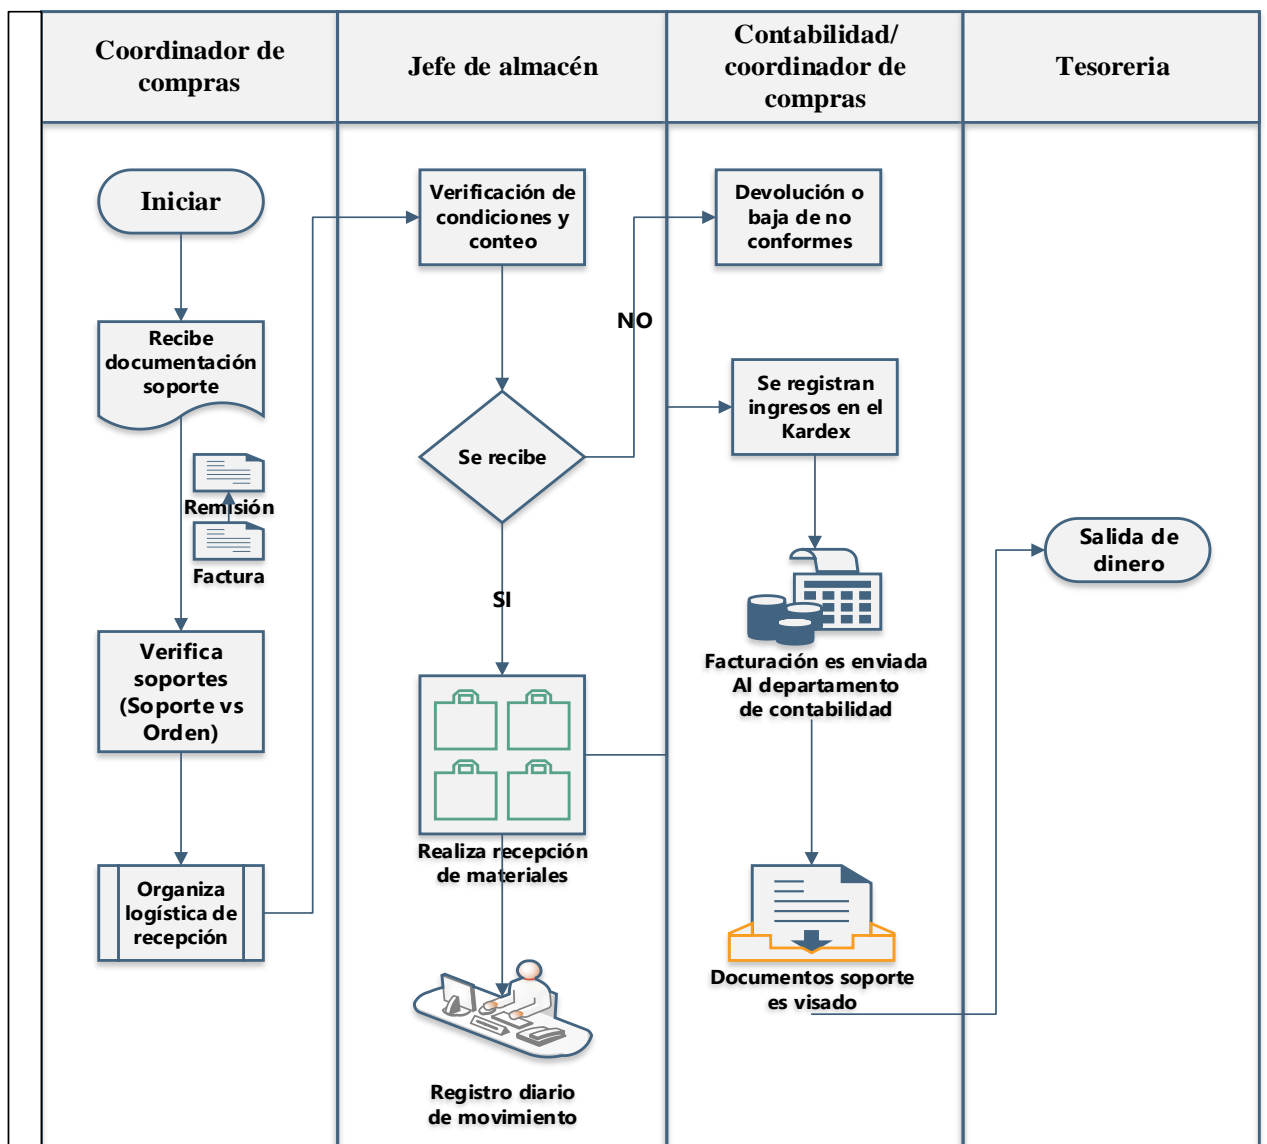 Coordinador de
compras
Jefe de almacén
Contabilidad/
coordinador de
compras
Tesoreria
Iniciar
Recibe
documentación
soporte
Remisión
Factura
Verifica
soportes
(Soporte vs
Orden)
Organiza
logística de
recepción
Verificación de
condiciones y
conteo
Se recibe
NO
SI
Realiza recepción
de materiales
Registro diario
de movimiento
Devolución o
baja de no
conformes
Se registran
ingresos en el
Kardex
Facturación es enviada
Al departamento
de contabilidad
Documentos soporte
es visado
Salida de
dinero